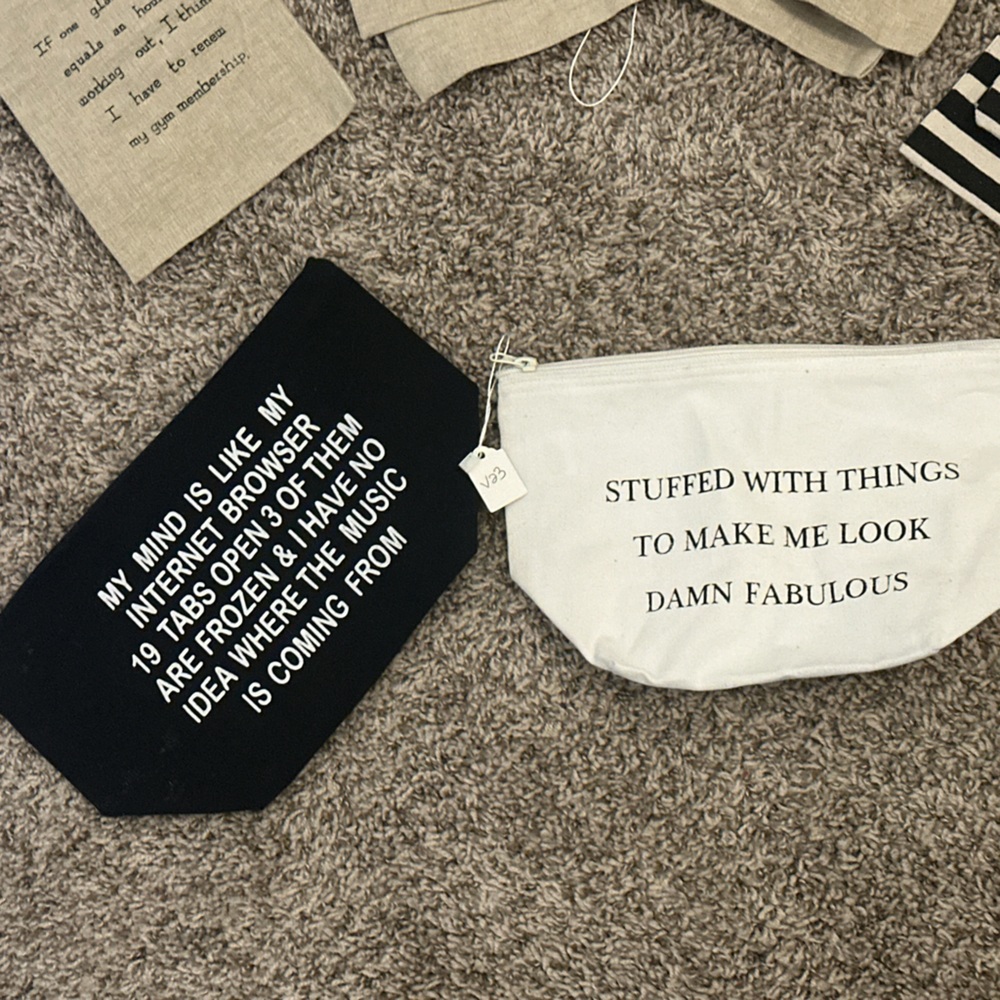 If one
equals an
working out, I
I have to renew
my gym membership.
MY MIND IS LIKE MY
INTERNET BROWSER
19 TABS OPEN 3 OF THEM
ARE FROZEN & I HAVE NO
IDEA WHERE THE MUSIC
IS COMING FROM
V23
STUFFED WITH THINGS
TO MAKE ME LOOK
DAMN FABULOUS